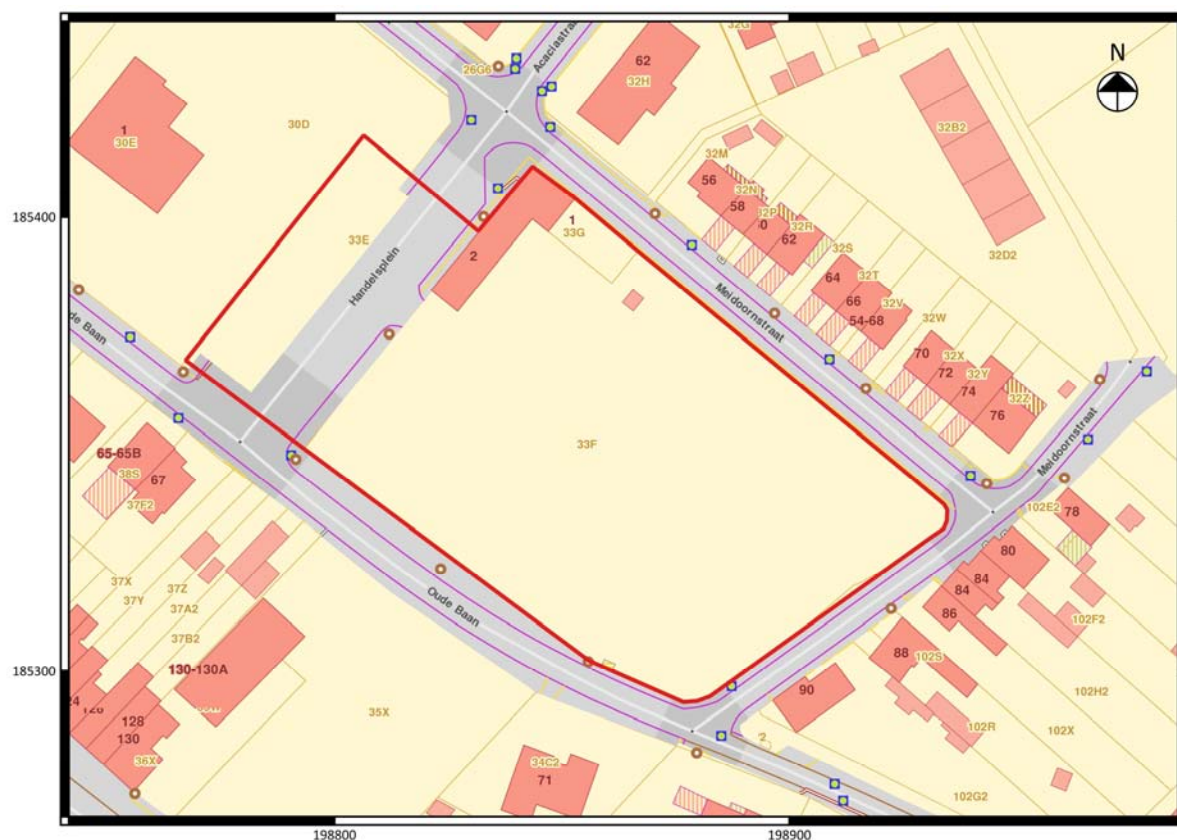 N
Acaciastra
26G6
62
32H
32G
1
30E
30D
32B2
32M
56
32N
58
32P
0
32R
62
185400
33E
1
33G
2
32S
64
32T
66
32V
54-68
32D2
Handelsplein
Meidoornstraat
32W
70
32X
72
32Y
74
32Z
76
de Baan
33F
Meidoornstraat
65-65B
38S
67
37F2
102E2
78
80
84
84
86
37X
37Z
37Y
37A2
37B2
Oude Baan
102F2
88
102S
130-130A
90
102H2
185300
24
128
128
130
35X
102R
102X
36X
34C2
71
2
102G2
198800
198900